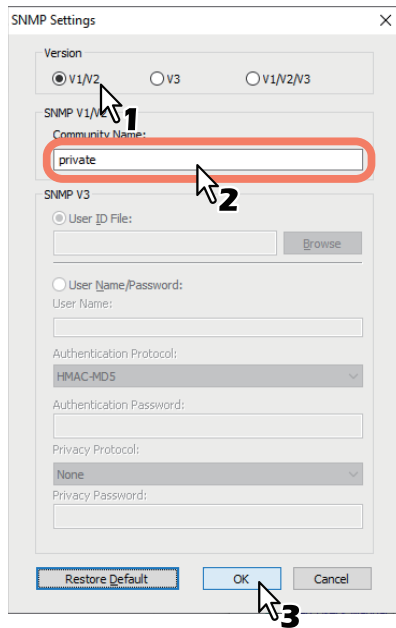 SNMP Settings
Version
V1/V2 V3 V1/V2/V3
1
SNMP V1/V2
Community Name:
private
2
SNMP V3
User ID File:
Browse
User Name/Password:
User Name:
Authentication Protocol:
HMAC-MD5
Authentication Password:
Privacy Protocol:
None
Privacy Password:
Restore Default OK Cancel
3